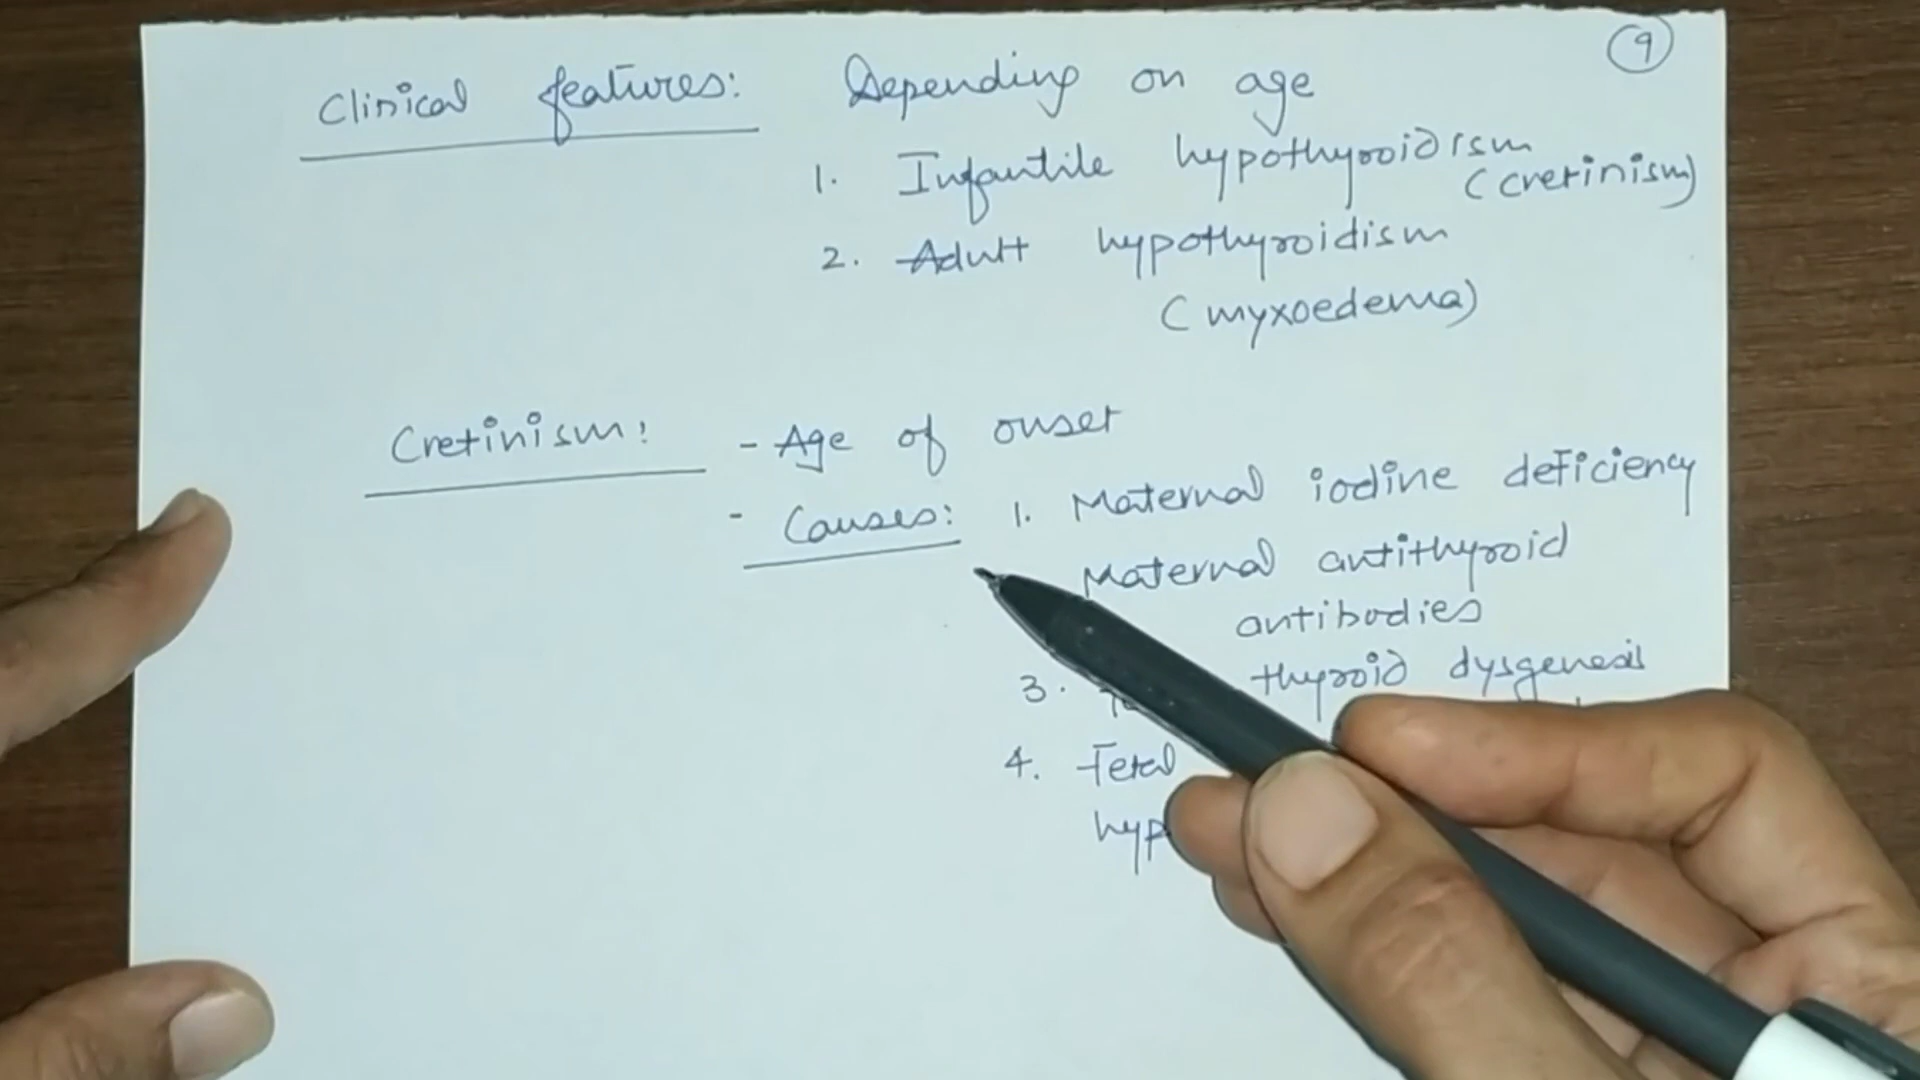 9
Clinical features: Depending on age
1. Infantile hypothyroidism
(cretinism)
2. Adult hypothyroidism
(myxoedema)
Cretinism: - Age of onset
- Causes: 1. Maternal iodine deficiency
Maternal antithyroid
antibodies
3. thyroid dysgenesis
4. Fetal
hyp